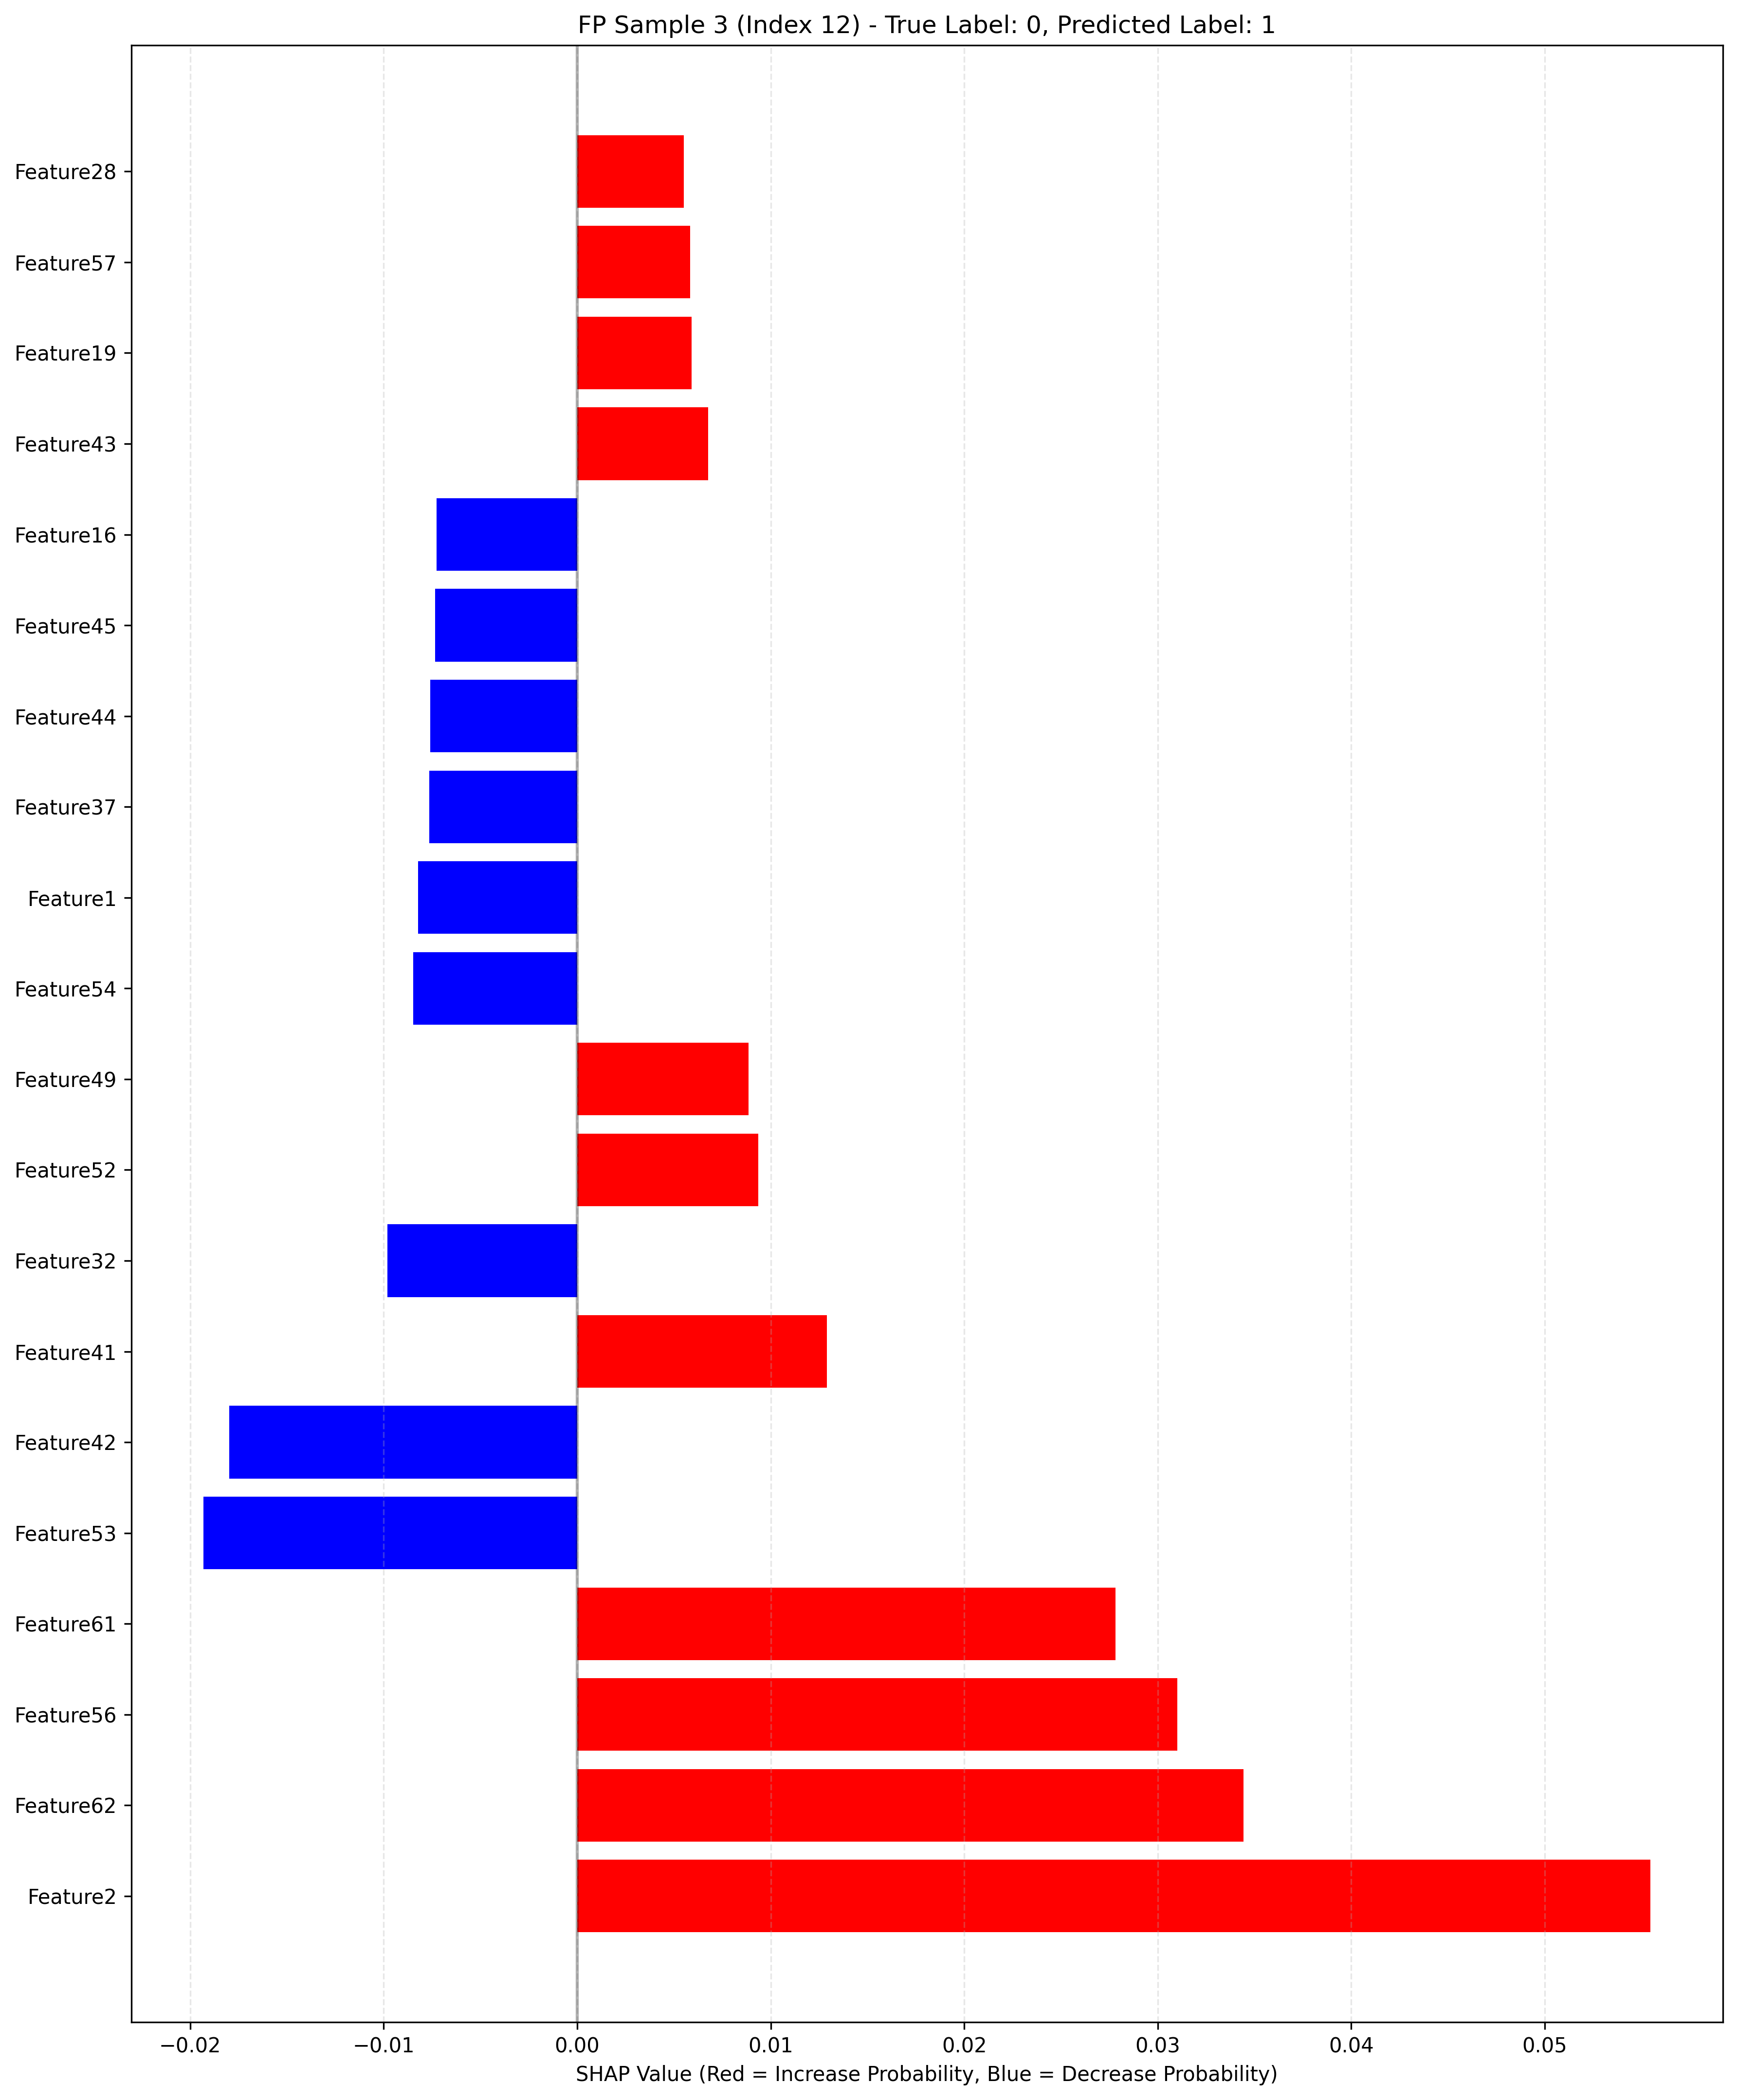 FP Sample 3 (Index 12) - True Label: 0, Predicted Label: 1
Feature28
Feature57
Feature19
Feature43
Feature16
Feature45
Feature44
Feature37
Feature1
Feature54
Feature49
Feature52
Feature32
Feature41
Feature42
Feature53
Feature61
Feature56
Feature62
Feature2
−0.02 −0.01 0.00 0.01 0.02 0.03 0.04 0.05
SHAP Value (Red = Increase Probability, Blue = Decrease Probability)